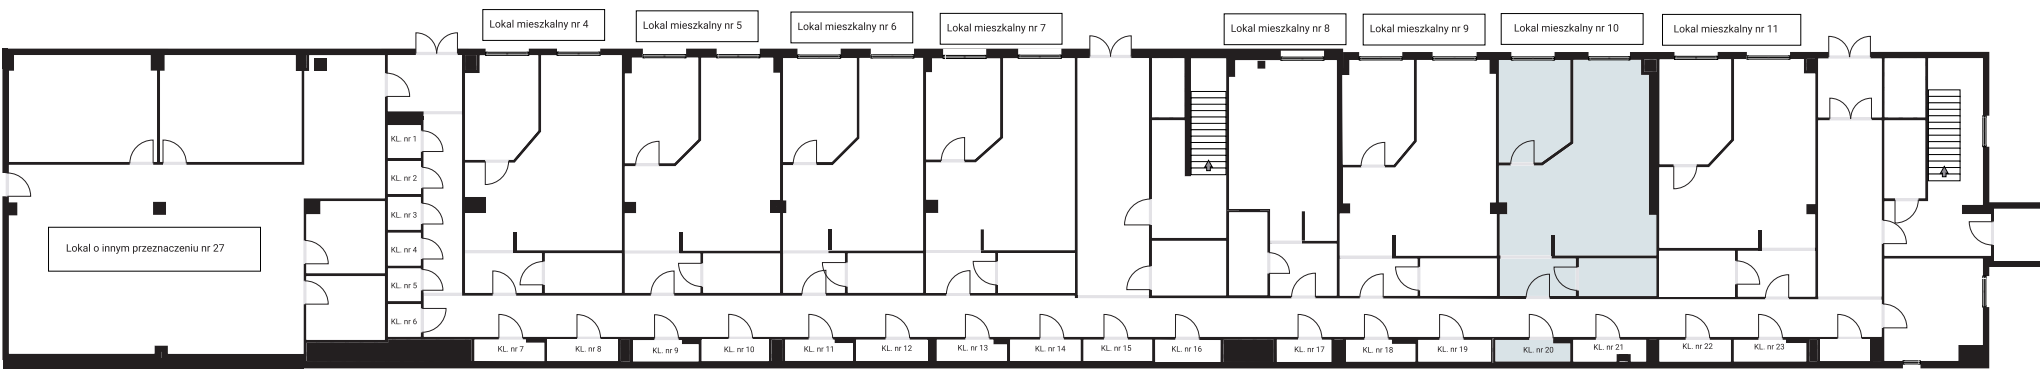 Lokal mieszkalny nr 4
Lokal mieszkalny nr 5
Lokal mieszkalny nr 6
Lokal mieszkalny nr 7
Lokal mieszkalny nr 8
Lokal mieszkalny nr 9
Lokal mieszkalny nr 10
Lokal mieszkalny nr 11
Lokal o innym przeznaczeniu nr 27
KL. nr 1
KL. nr 2
KL. nr 3
KL. nr 4
KL. nr 5
KL. nr 6
KL. nr 7
KL. nr 8
KL. nr 9
KL. nr 10
KL. nr 11
KL. nr 12
KL. nr 13
KL. nr 14
KL. nr 15
KL. nr 16
KL. nr 17
KL. nr 18
KL. nr 19
KL. nr 20
KL. nr 21
KL. nr 22
KL. nr 23